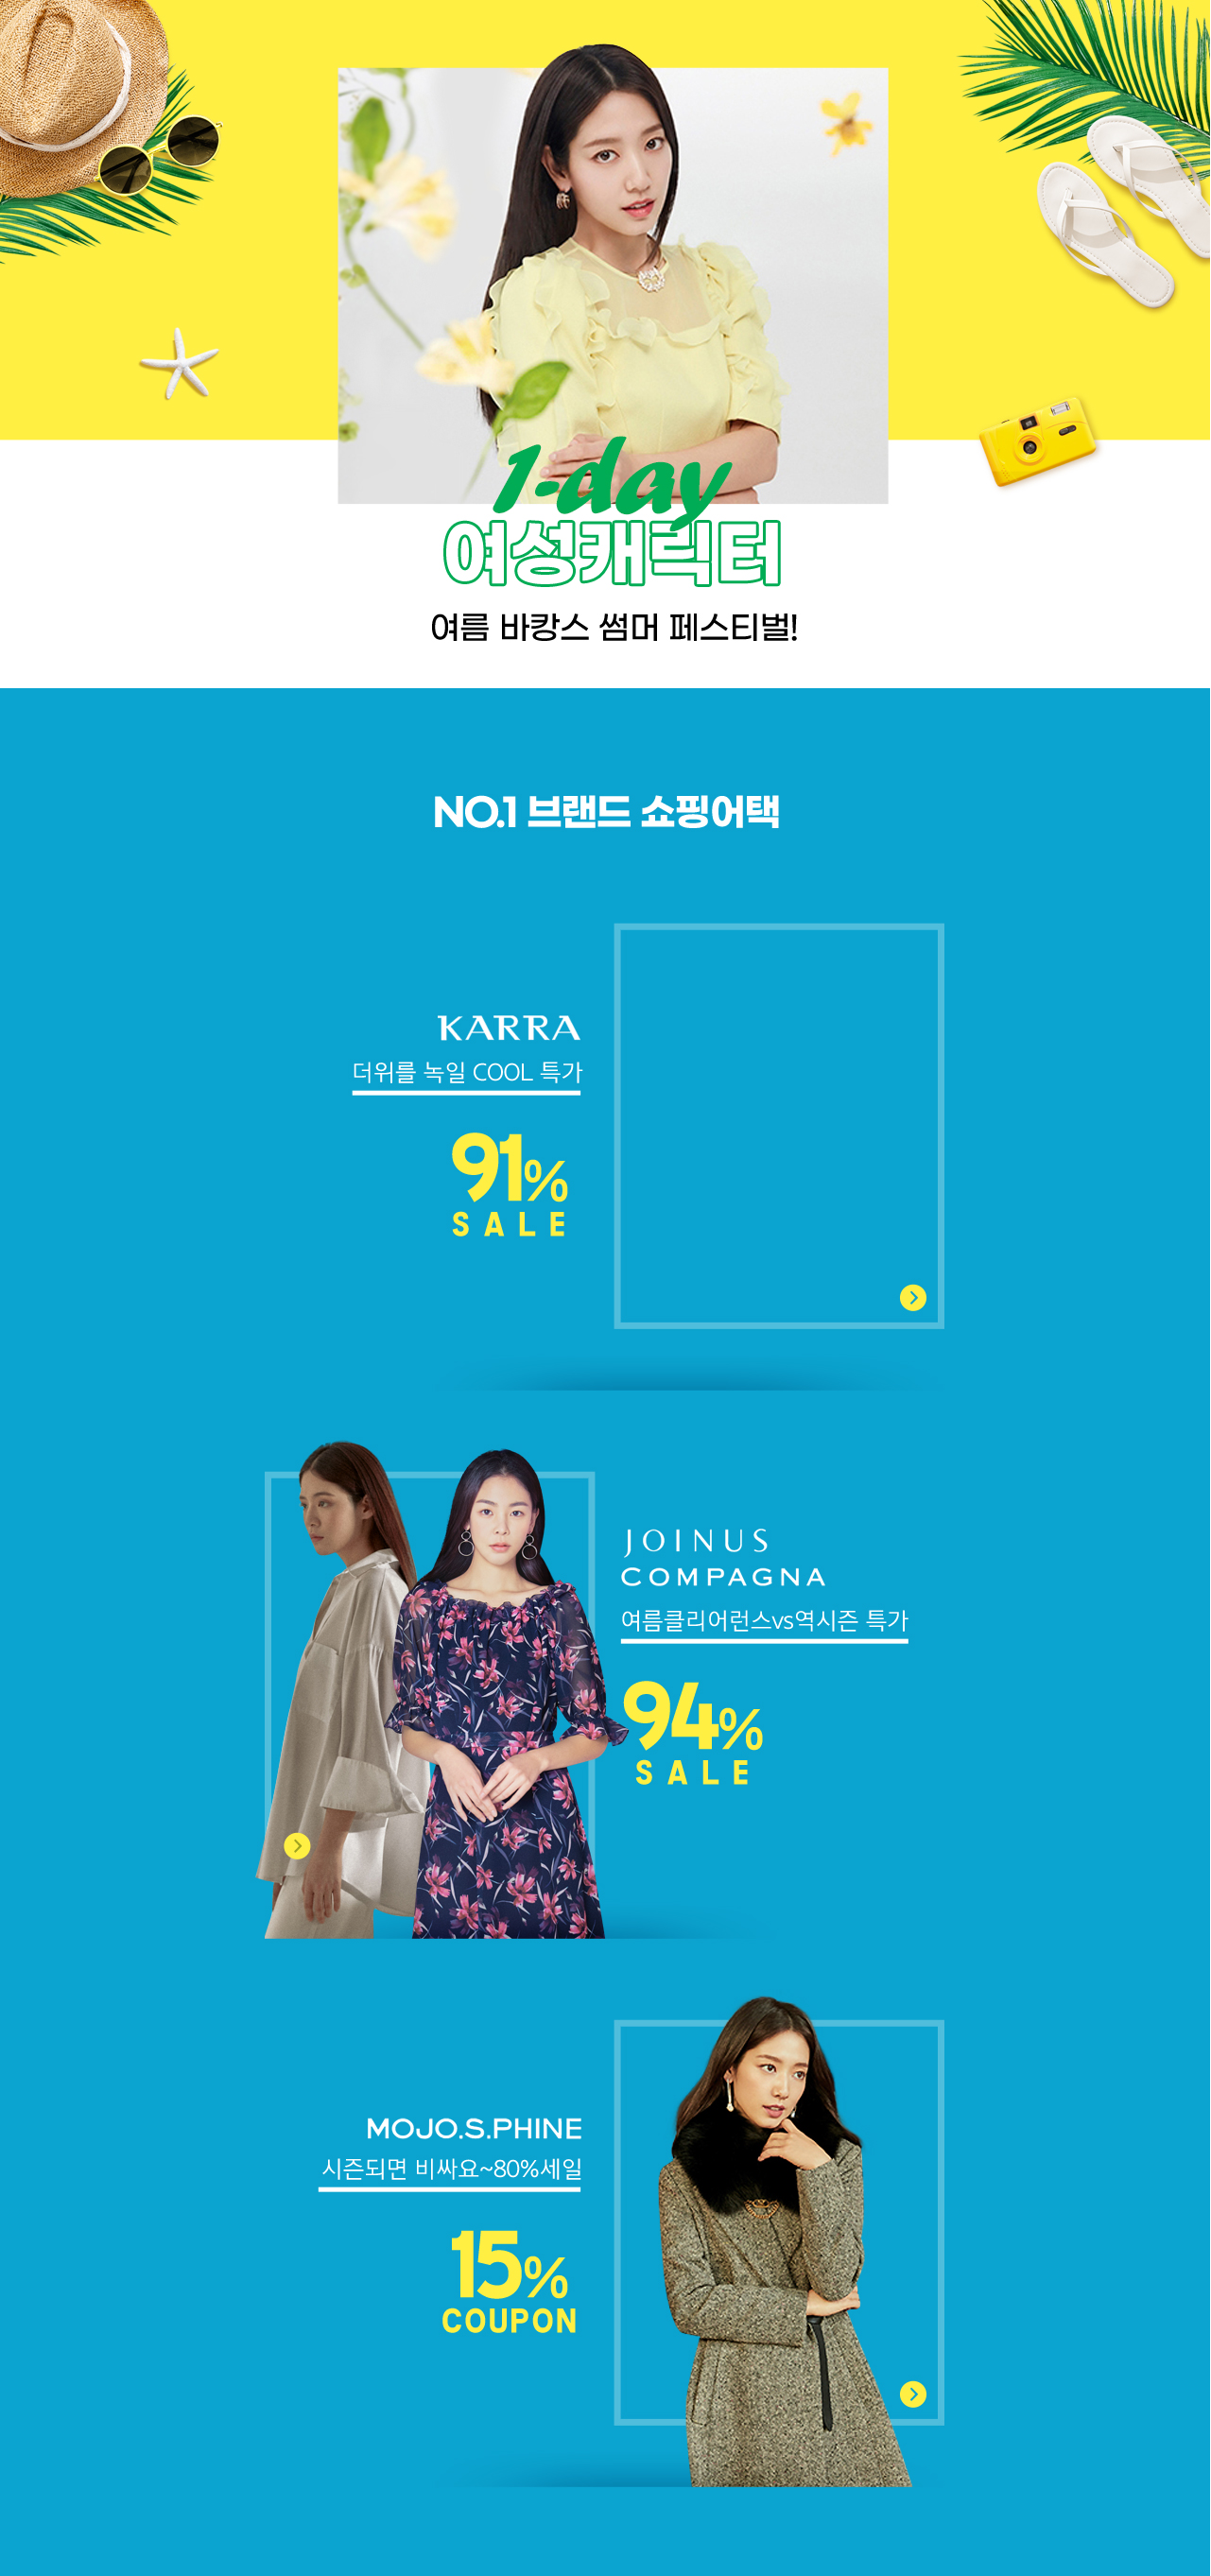 1-day
여성캐릭터
여름 바캉스 썸머 페스티벌!
NO.1 브랜드 쇼핑어택
KARRA
더위를 녹일 COOL 특가
91%
SALE
JOINUS
COMPAGNA
여름클리어런스vs역시즌 특가
94%
SALE
MOJO.S.PHINE
시즌되면 비싸요~80%세일
15%
COUPON